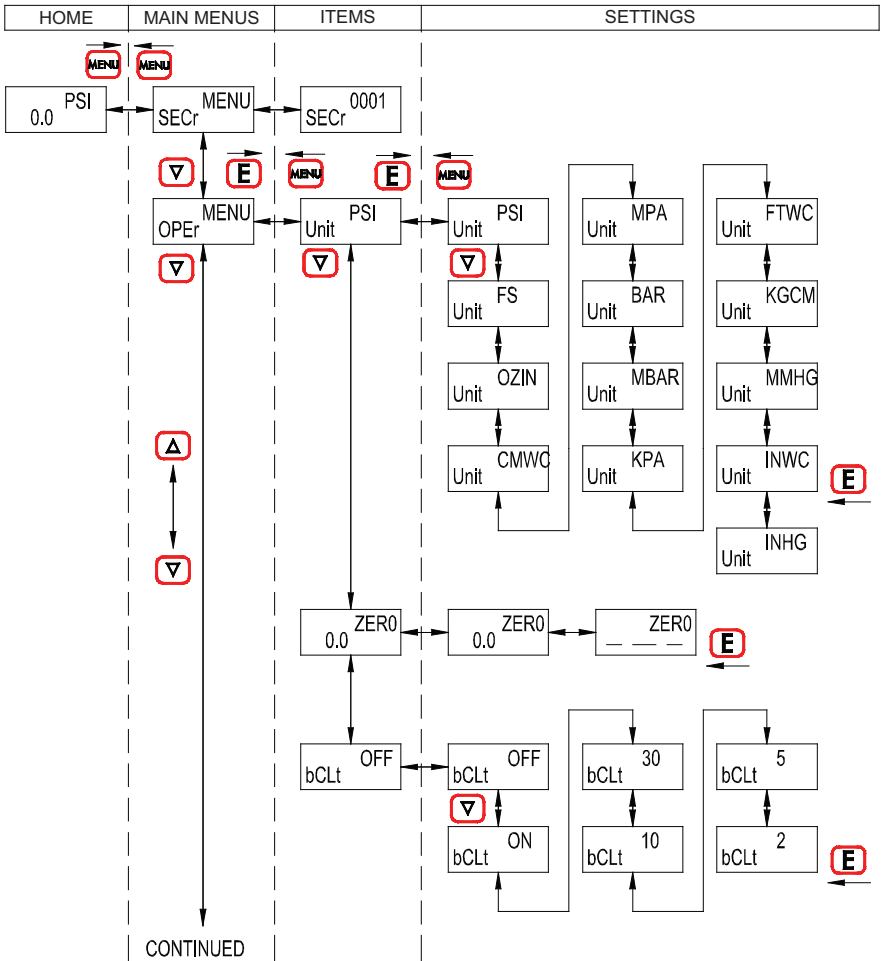 HOME MAIN MENUS ITEMS SETTINGS
MENU MENU
PSI
0.0
MENU
SECr
0001
SECr
E MENU E MENU
MENU
OPEr
PSI
Unit
PSI
Unit
MPA
Unit
FTWC
Unit
FS
Unit
BAR
Unit
KGCM
Unit
OZIN
Unit
MBAR
Unit
MMHG
Unit
CMWC
Unit
KPA
Unit
INWC
Unit
E
INHG
Unit
ZER0
0.0
ZER0
0.0
ZER0
_ _ _
E
OFF
bCLt
OFF
bCLt
30
bCLt
5
bCLt
ON
bCLt
10
bCLt
2
bCLt
E
CONTINUED